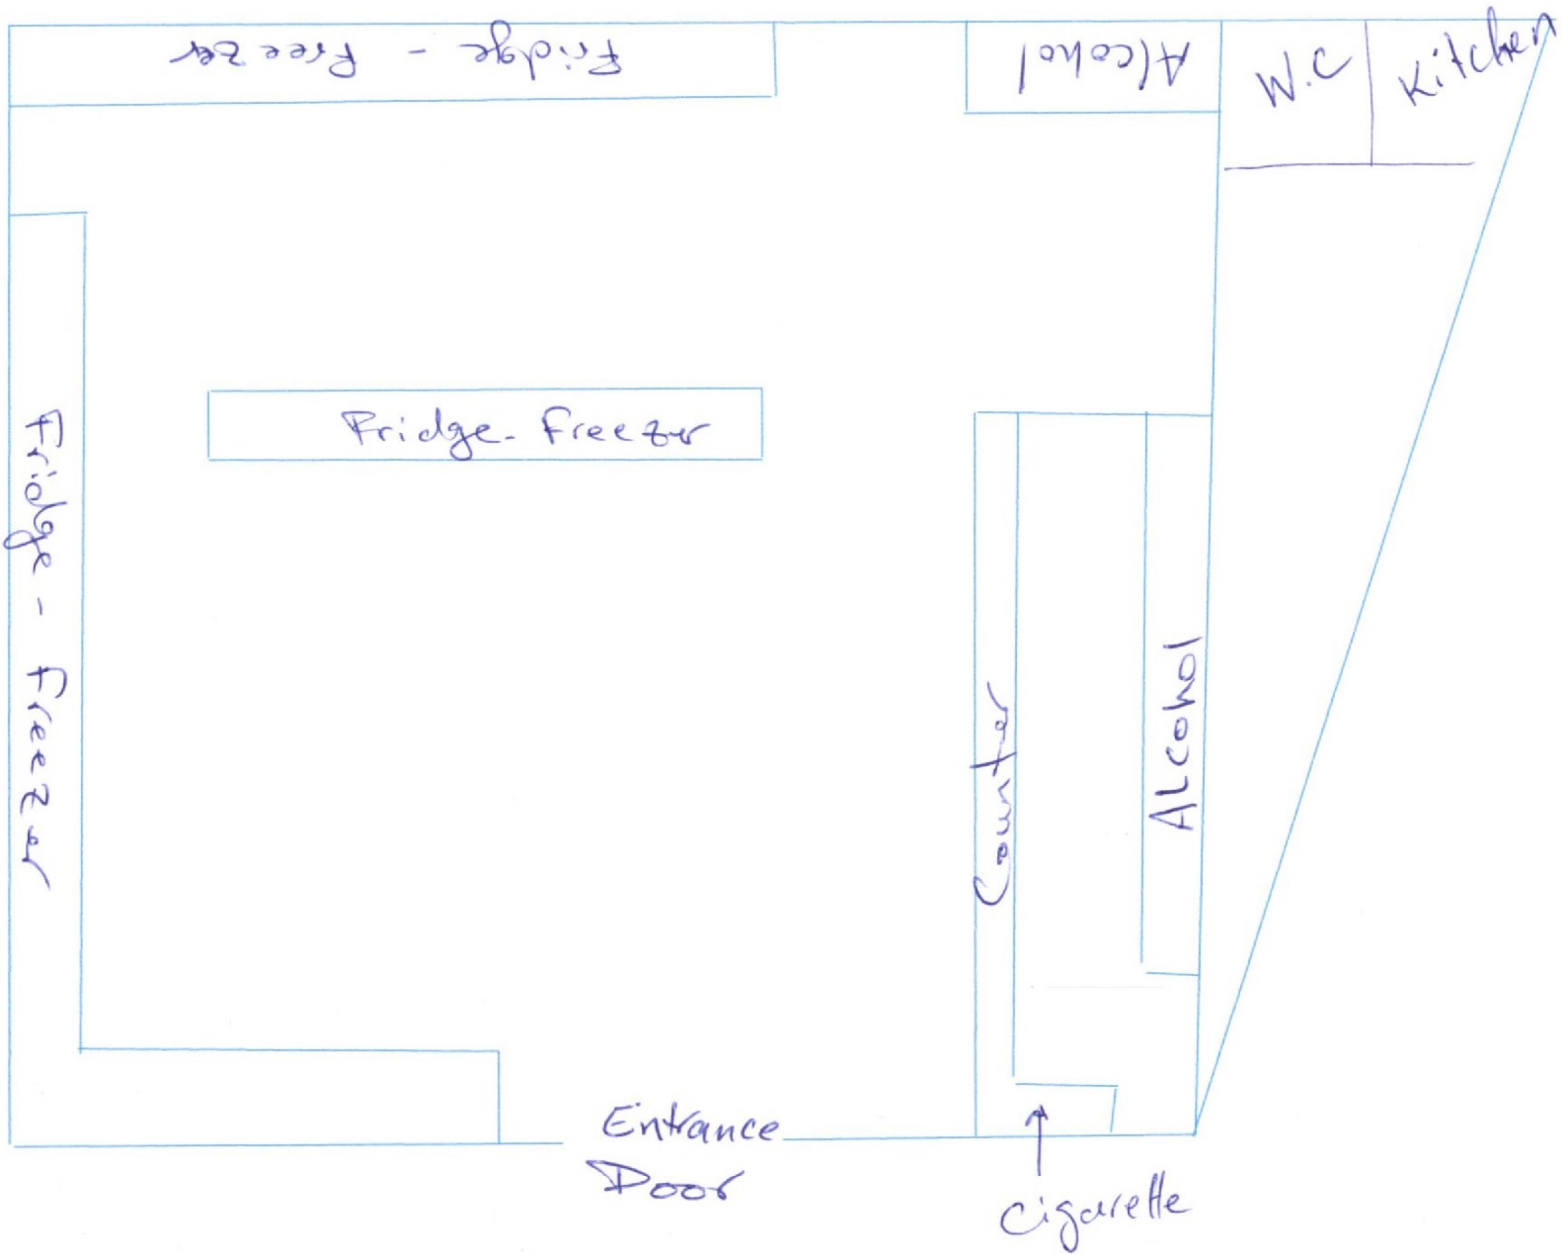 Fridge - Freezer
Alcohol
W.C
Kitchen
Fridge - Freezer
Fridge - Freezer
Counter
ALcohol
Entrance
Door
Cigarette